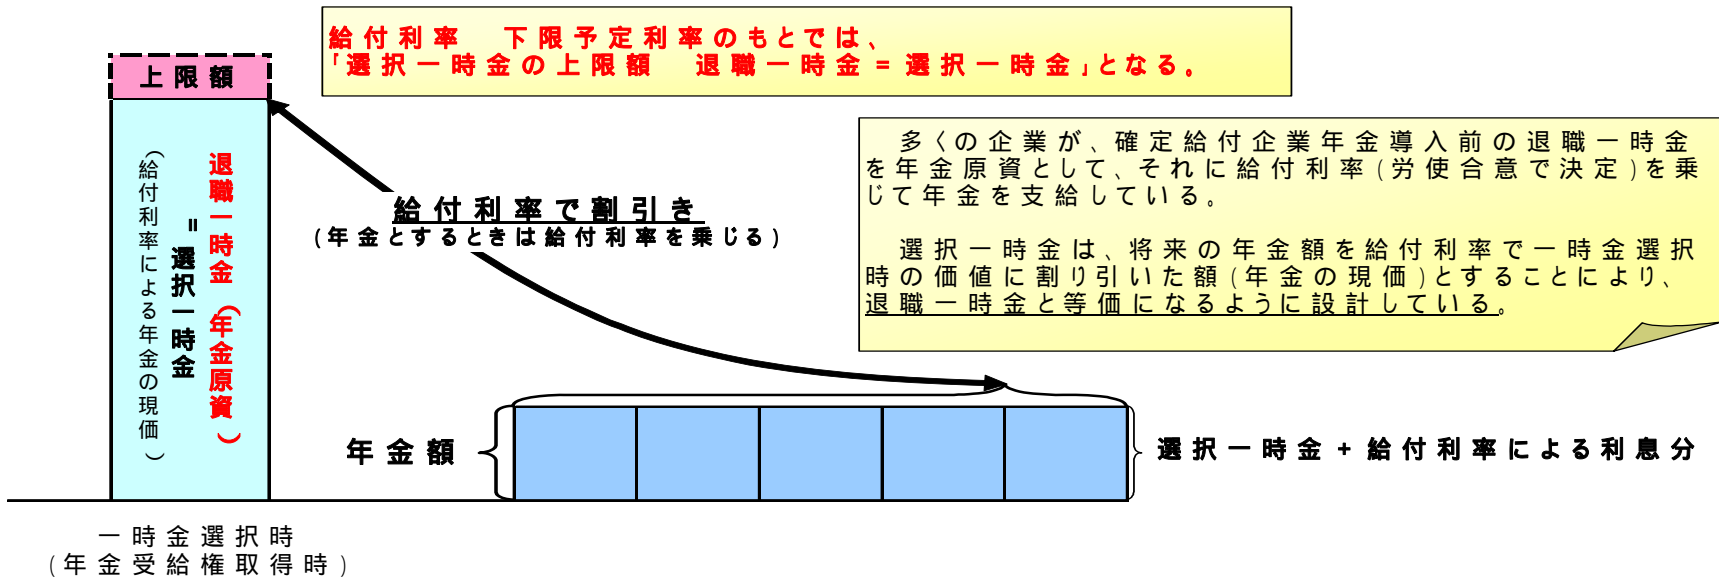 給付利率　下限予定利率のもとでは、
「選択一時金の上限額　退職一時金＝選択一時金」となる。
上限額
多くの企業が、確定給付企業年金導入前の退職一時金
を年金原資として、それに給付利率(労使合意で決定)を乗
じて年金を支給している。
選択一時金は、将来の年金額を給付利率で一時金選択
時の価値に割り引いた額(年金の現価)とすることにより、
退職一時金と等価になるように設計している。
退職一時金（年金原資）
＝選択一時金
（給付利率による年金の現価）
給付利率で割引き
(年金とするときは給付利率を乗じる)
年金額
選択一時金＋給付利率による利息分
一時金選択時
(年金受給権取得時)